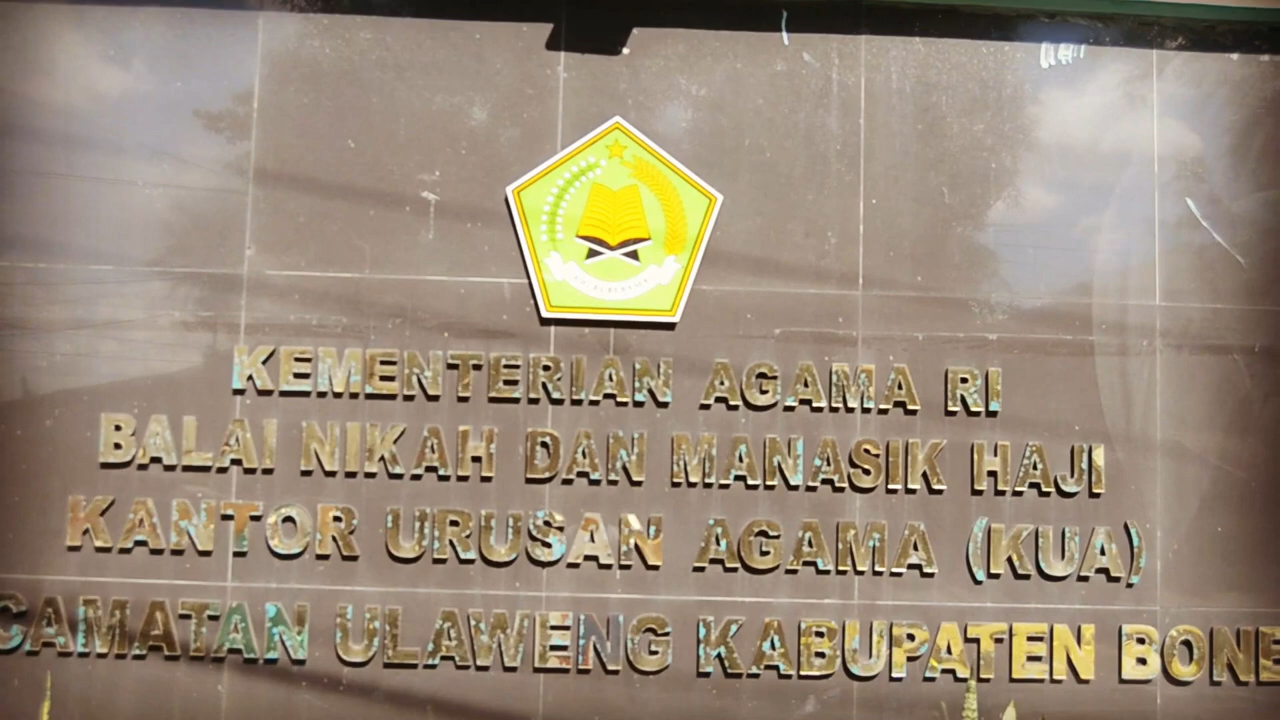 KEMENTERIAN AGAMA RI
BALAI NIKAH DAN MANASIK HAJI
KANTOR URUSAN AGAMA (KUA)
CAMATAN ULAWENG KABUPATEN BONE